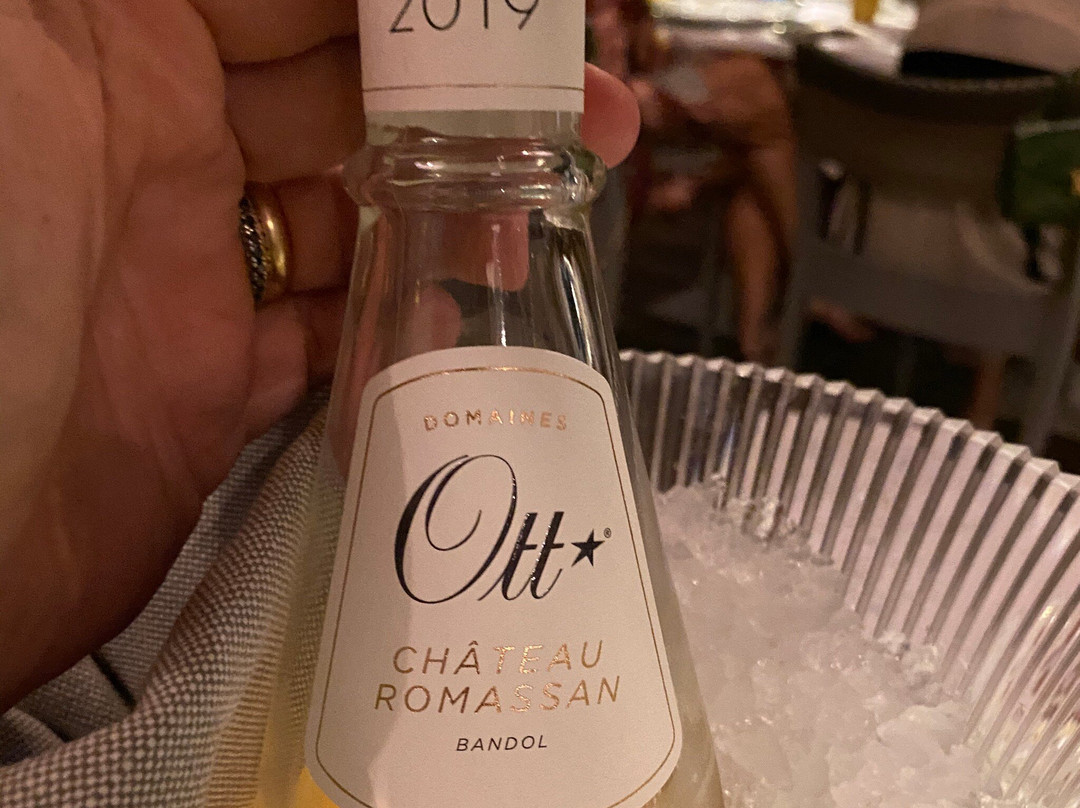 2019
DOMAINES
Ott★®
CHÂTEAU
ROMASSAN
BANDOL